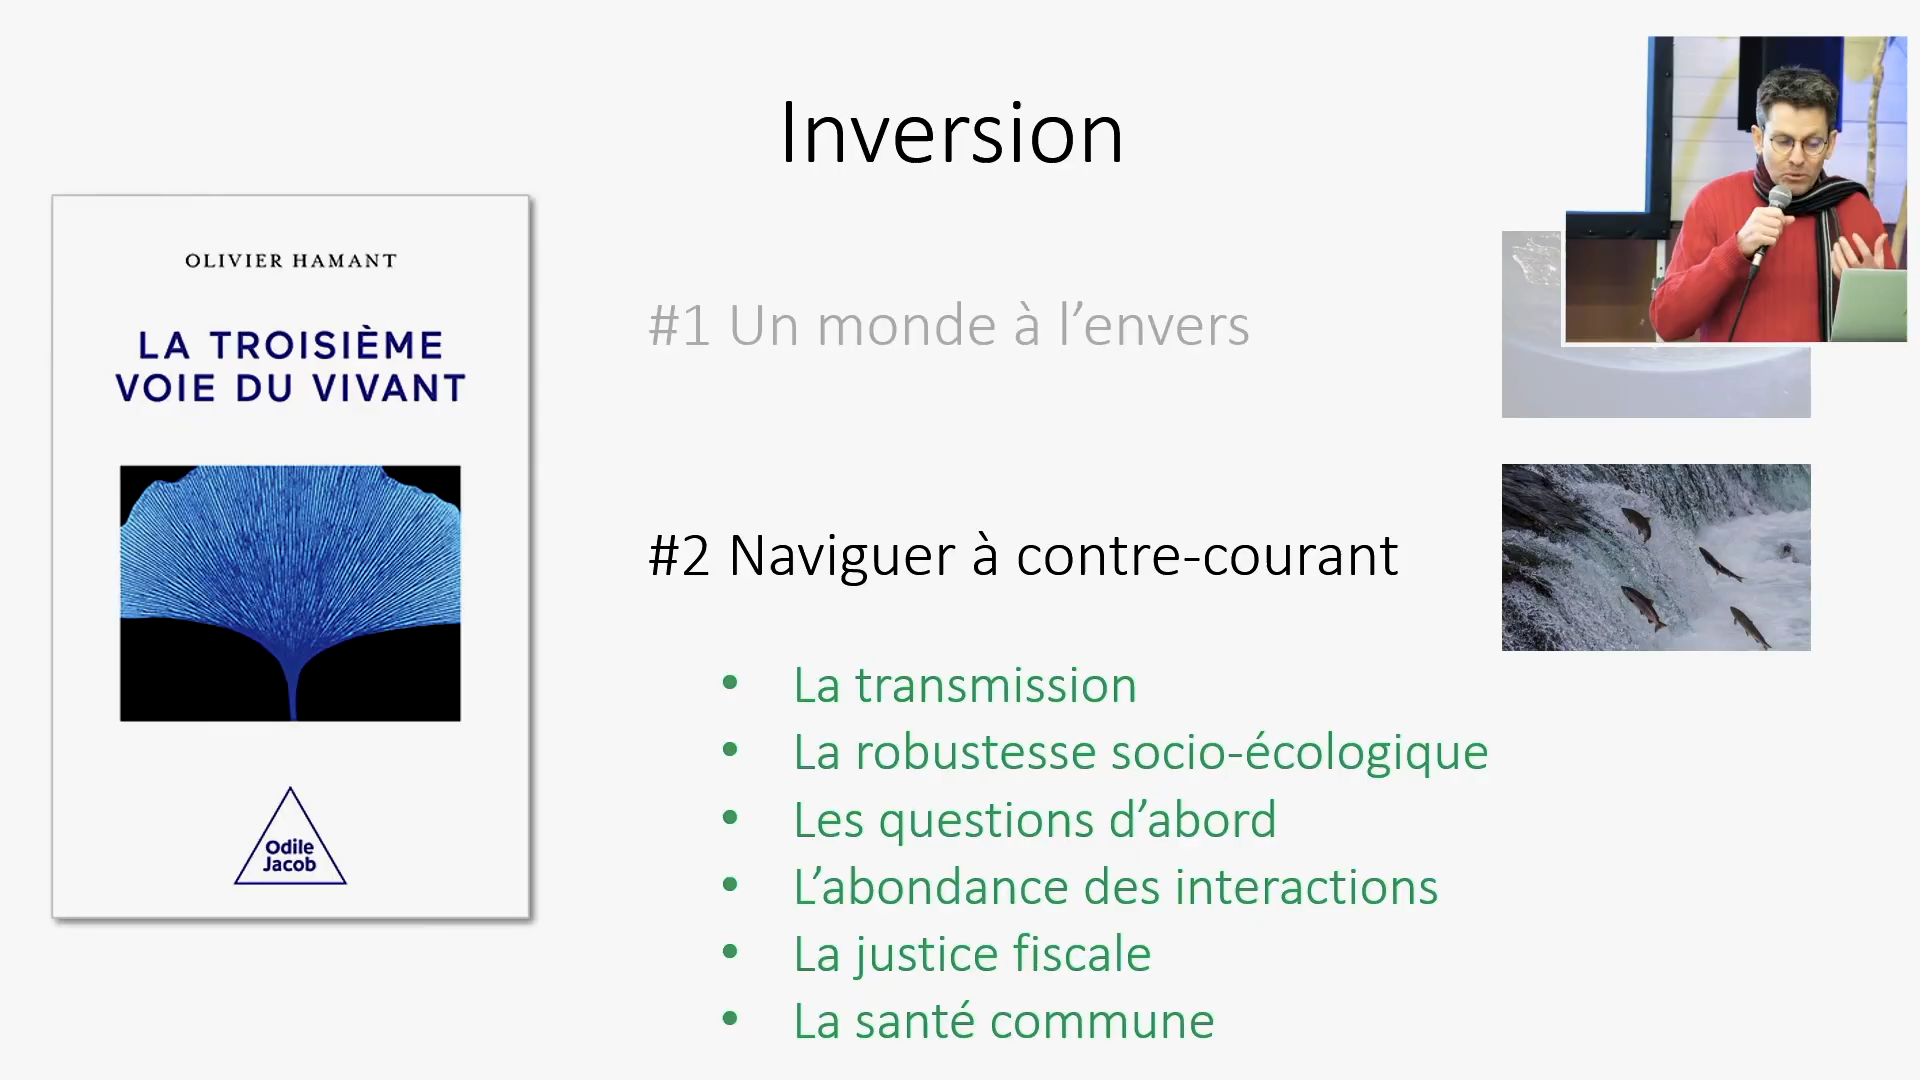 Inversion
OLIVIER HAMANT
LA TROISIÈME
VOIE DU VIVANT
Odile
Jacob
#1 Un monde à l’envers
#2 Naviguer à contre-courant
• La transmission
• La robustesse socio-écologique
• Les questions d’abord
• L’abondance des interactions
• La justice fiscale
• La santé commune